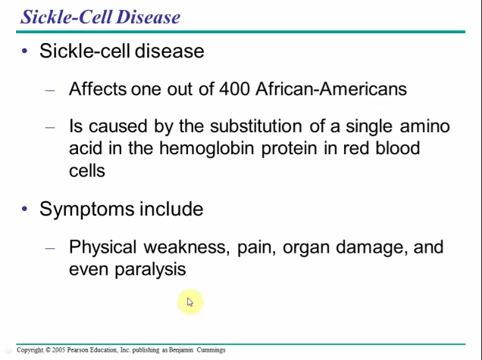 Sickle-Cell Disease
• Sickle-cell disease
– Affects one out of 400 African-Americans
– Is caused by the substitution of a single amino
acid in the hemoglobin protein in red blood
cells
• Symptoms include
– Physical weakness, pain, organ damage, and
even paralysis
Copyright © 2005 Pearson Education, Inc. publishing as Benjamin Cummings